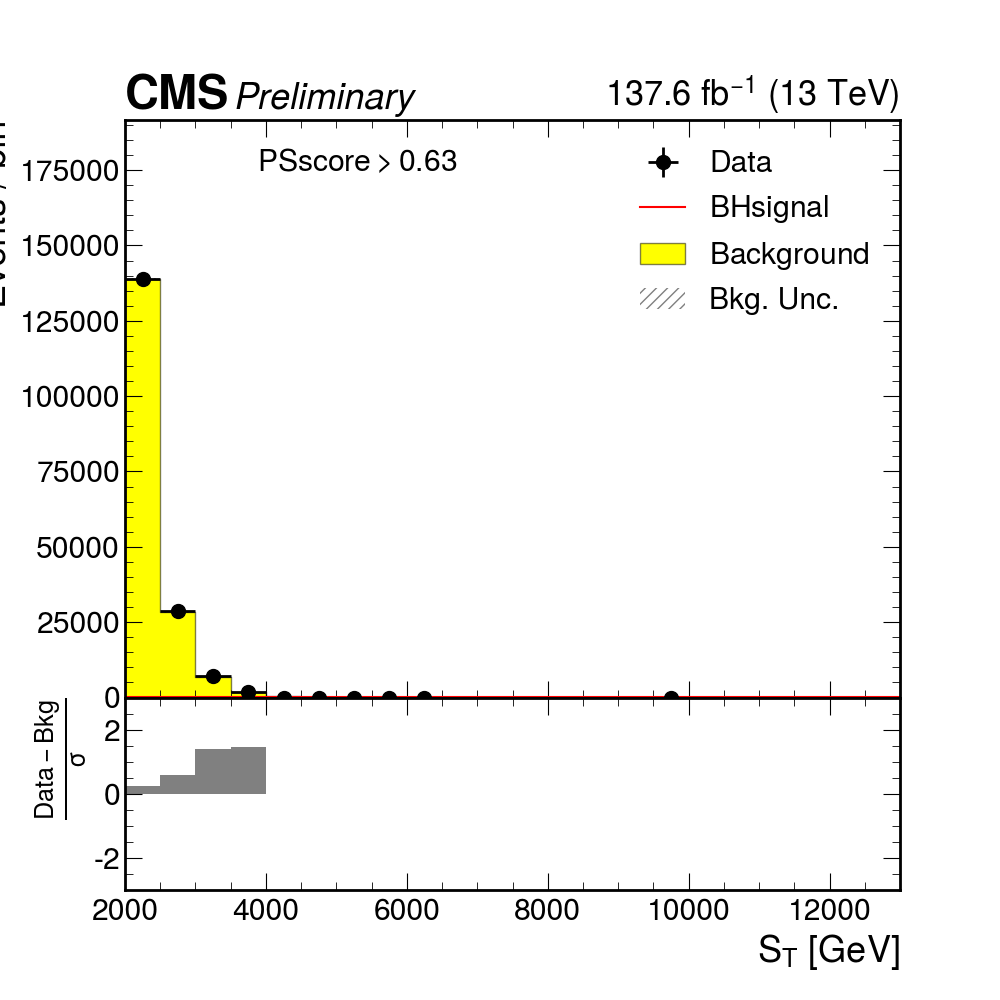 CMS Preliminary 137.6 fb⁻¹ (13 TeV)
PSscore > 0.63
Data
BHsignal
Background
Bkg. Unc.
175000
150000
125000
100000
75000
50000
25000
0
Data – Bkg
σ
2
0
-2
2000 4000 6000 8000 10000 12000
S_T [GeV]